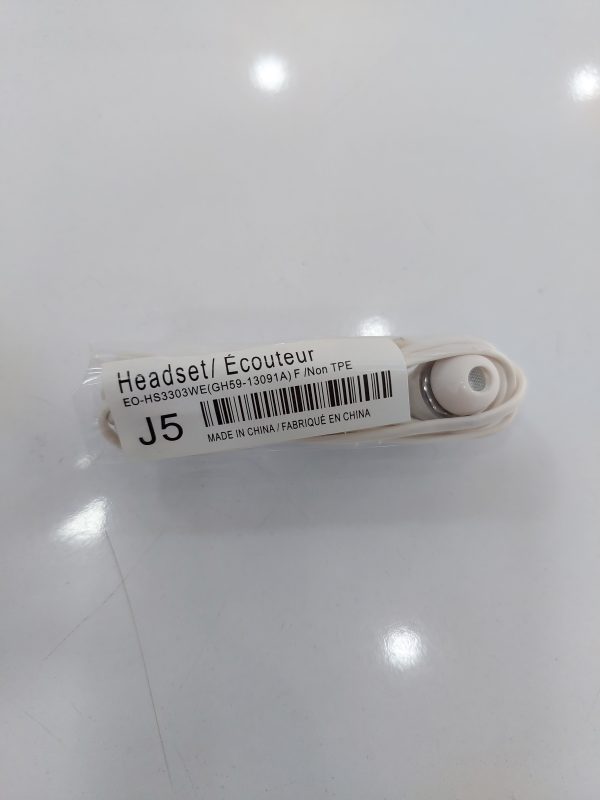 Headset/ Écouteur
EO-HS3303WE(GH59-13091A) F /Non TPE
J5
MADE IN CHINA / FABRIQUÉ EN CHINA